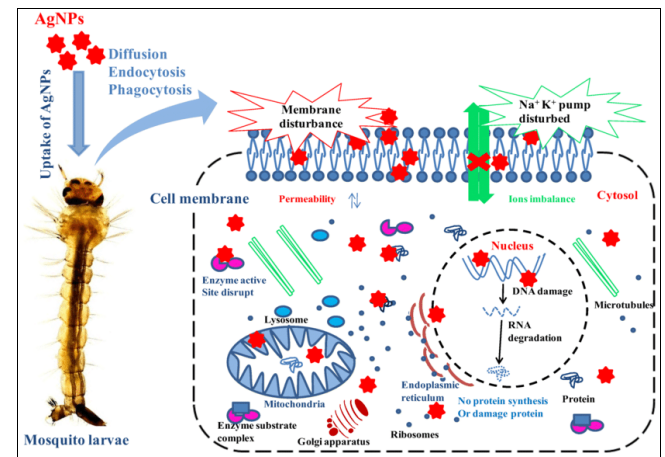 AgNPs
Uptake of AgNPs
Diffusion
Endocytosis
Phagocytosis
Membrane
disturbance
Na⁺ K⁺ pump
disturbed
Cell membrane
Permeability
Ions imbalance
Cytosol
Enzyme active
Site disrupt
Nucleus
DNA damage
RNA
degradation
Microtubules
Lysosome
Mitochondria
Endoplasmic
reticulum
No protein synthesis
Or damage protein
Protein
Enzyme substrate
complex
Golgi apparatus
Ribosomes
Mosquito larvae